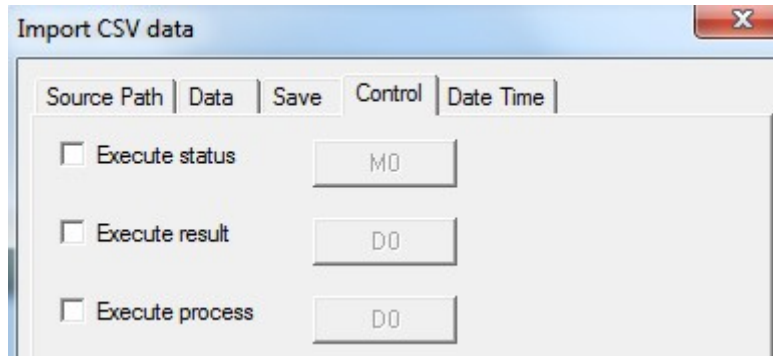 Import CSV data
Source Path Data Save Control Date Time
Execute status M0
Execute result D0
Execute process D0